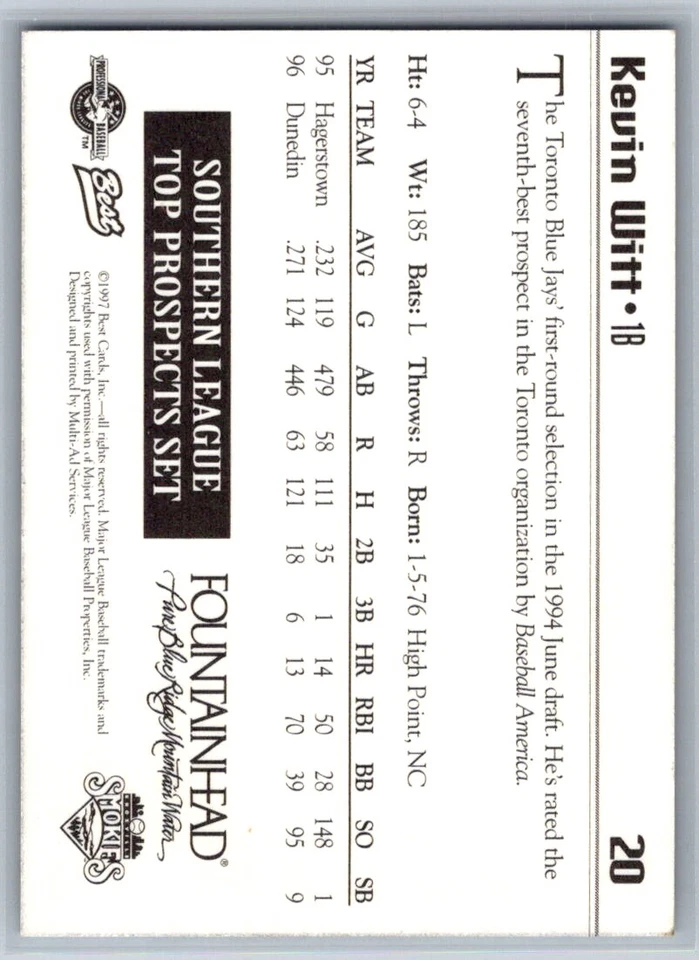 Kevin Witt • 1B 20
The Toronto Blue Jays' first-round selection in the 1994 June draft. He's rated the
seventh-best prospect in the Toronto organization by Baseball America.
Ht: 6-4 Wt: 185 Bats: L Throws: R Born: 1-5-76 High Point, NC
YR TEAM AVG G AB R H 2B 3B HR RBI BB SO SB
95 Hagerstown .232 119 479 58 111 35 1 14 50 28 148 1
96 Dunedin .271 124 446 63 121 18 6 13 70 39 95 9
SOUTHERN LEAGUE
TOP PROSPECTS SET
FOUNTAINHEAD®
Pure Blue Ridge Mountain Water
PROFESSIONAL BASEBALL
TM
Best
©1997 Best Cards, Inc.—all rights reserved. Major League Baseball trademarks and
copyrights used with permission of Major League Baseball Properties, Inc.
Designed and printed by Multi-Ad Services.
KNOXVILLE
SMOKIES